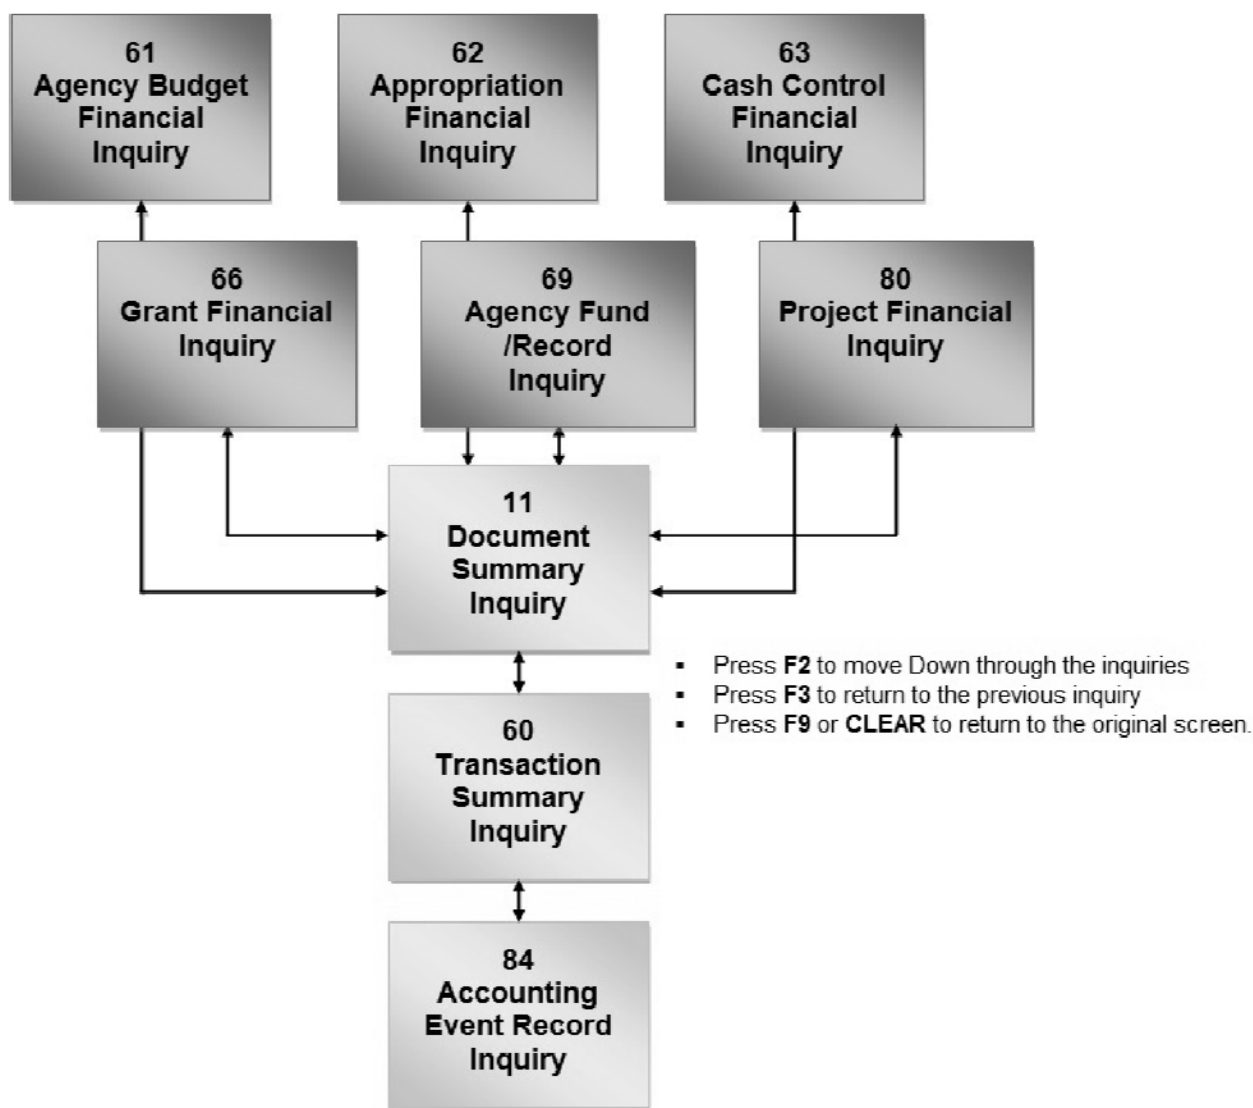 61
Agency Budget
Financial
Inquiry
62
Appropriation
Financial
Inquiry
63
Cash Control
Financial
Inquiry
66
Grant Financial
Inquiry
69
Agency Fund
/Record
Inquiry
80
Project Financial
Inquiry
11
Document
Summary
Inquiry
▪ Press F2 to move Down through the inquiries
▪ Press F3 to return to the previous inquiry
▪ Press F9 or CLEAR to return to the original screen.
60
Transaction
Summary
Inquiry
84
Accounting
Event Record
Inquiry